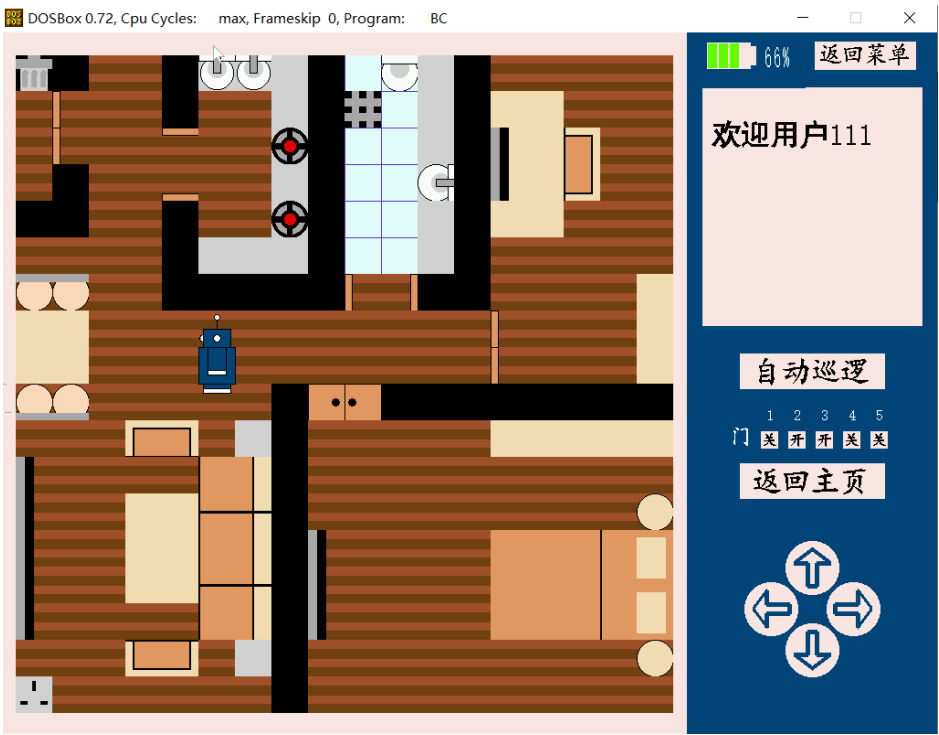 DOSBox 0.72, Cpu Cycles: max, Frameskip 0, Program: BC
66% 返回菜单
欢迎用户111
自动巡逻
1 2 3 4 5
门 关 开 开 关 关
返回主页